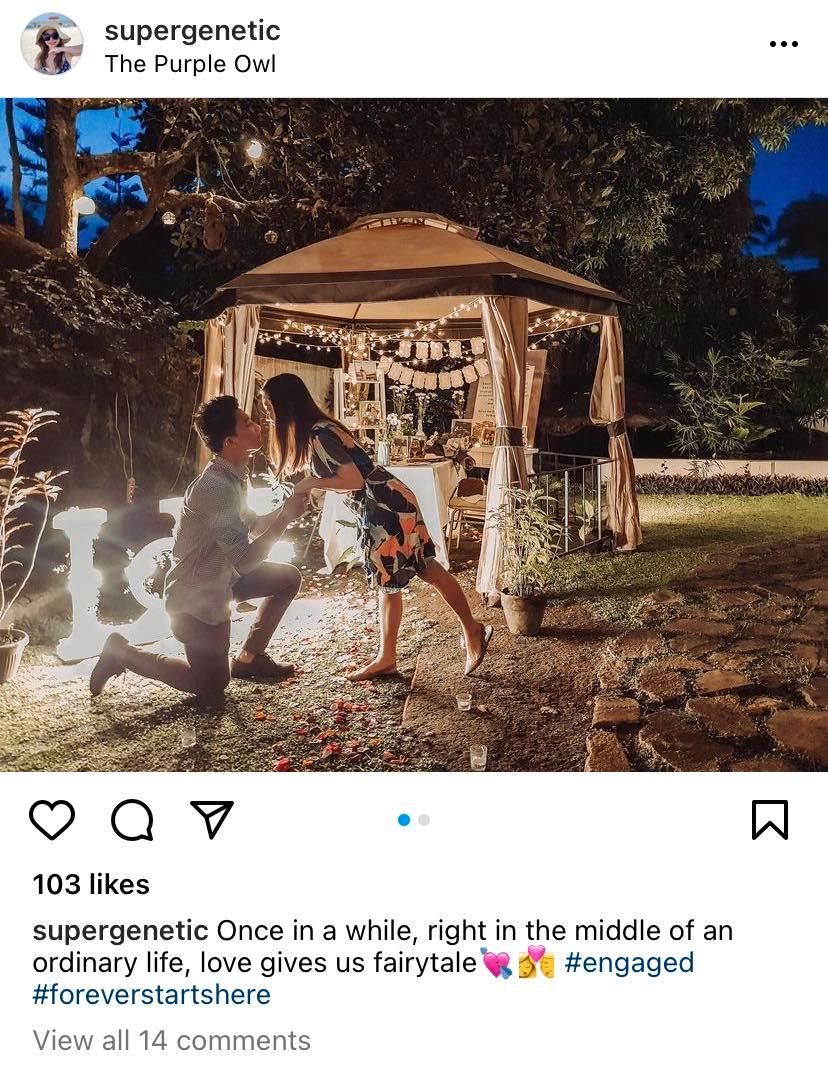 supergenetic
The Purple Owl
103 likes
supergenetic Once in a while, right in the middle of an
ordinary life, love gives us fairytale💘💏 #engaged
#foreverstartshere
View all 14 comments